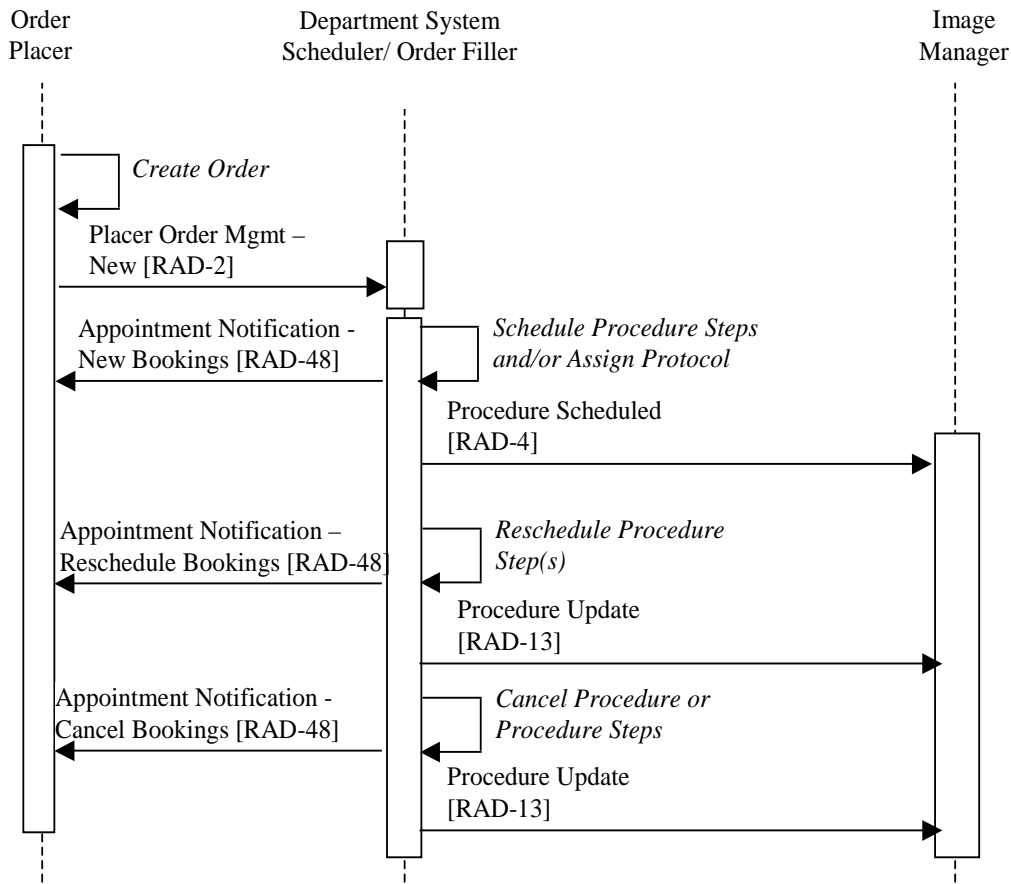 Order
Placer
Department System
Scheduler/ Order Filler
Image
Manager
Create Order
Placer Order Mgmt –
New [RAD-2]
Appointment Notification -
New Bookings [RAD-48]
Schedule Procedure Steps
and/or Assign Protocol
Procedure Scheduled
[RAD-4]
Appointment Notification –
Reschedule Bookings [RAD-48]
Reschedule Procedure
Step(s)
Procedure Update
[RAD-13]
Appointment Notification -
Cancel Bookings [RAD-48]
Cancel Procedure or
Procedure Steps
Procedure Update
[RAD-13]